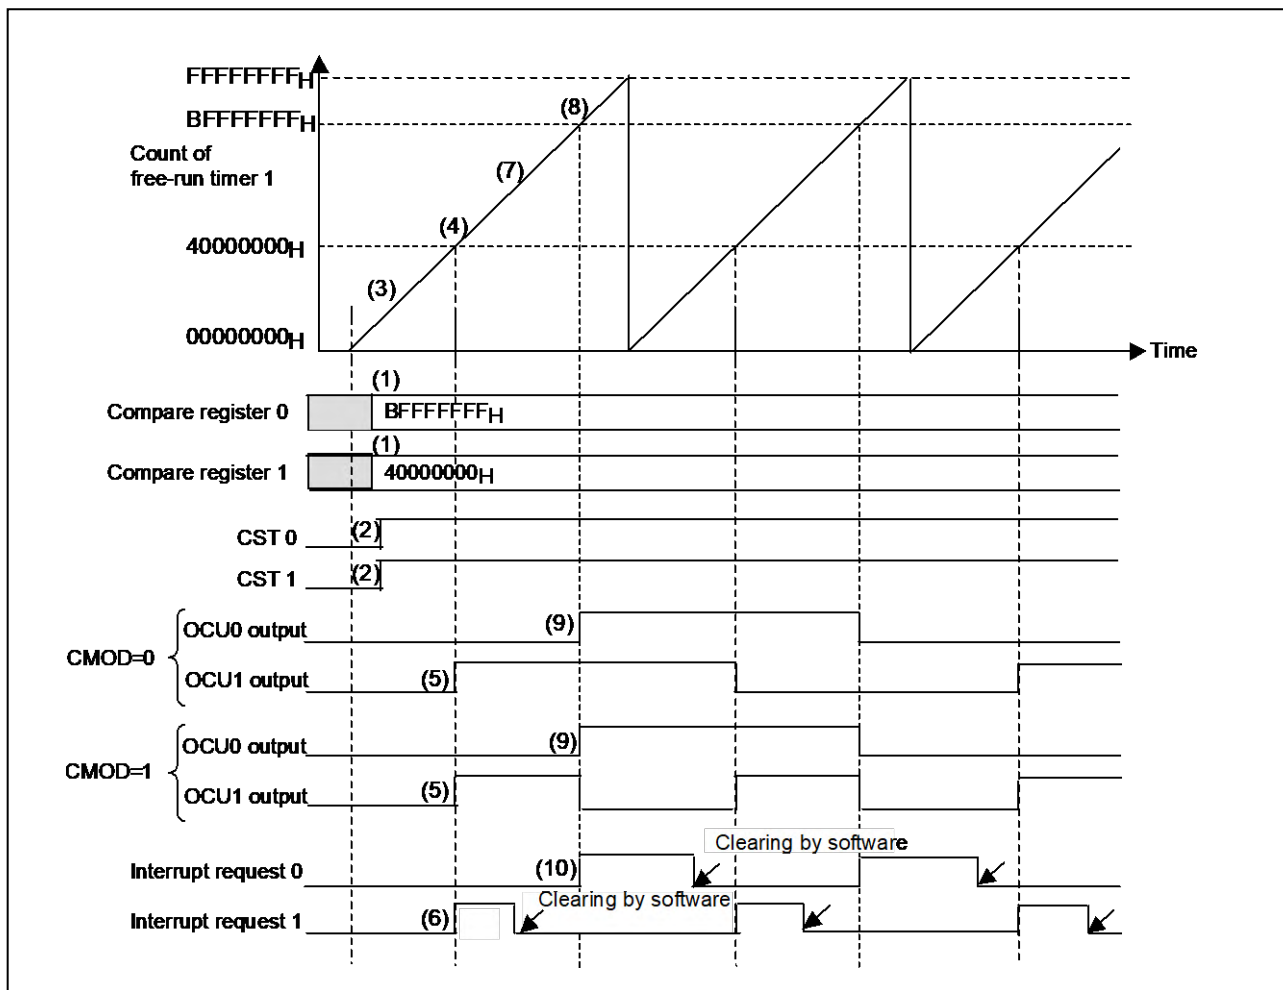 FFFFFFFFH
BFFFFFFFH
(8)
Count of
free-run timer 1
(7)
40000000H
(4)
(3)
00000000H
Time
(1)
Compare register 0
BFFFFFFFH
(1)
Compare register 1
40000000H
CST 0
(2)
CST 1
(2)
CMOD=0
OCU0 output
(9)
OCU1 output
(5)
CMOD=1
OCU0 output
(9)
OCU1 output
(5)
Clearing by software
Interrupt request 0
(10)
Clearing by software
Interrupt request 1
(6)